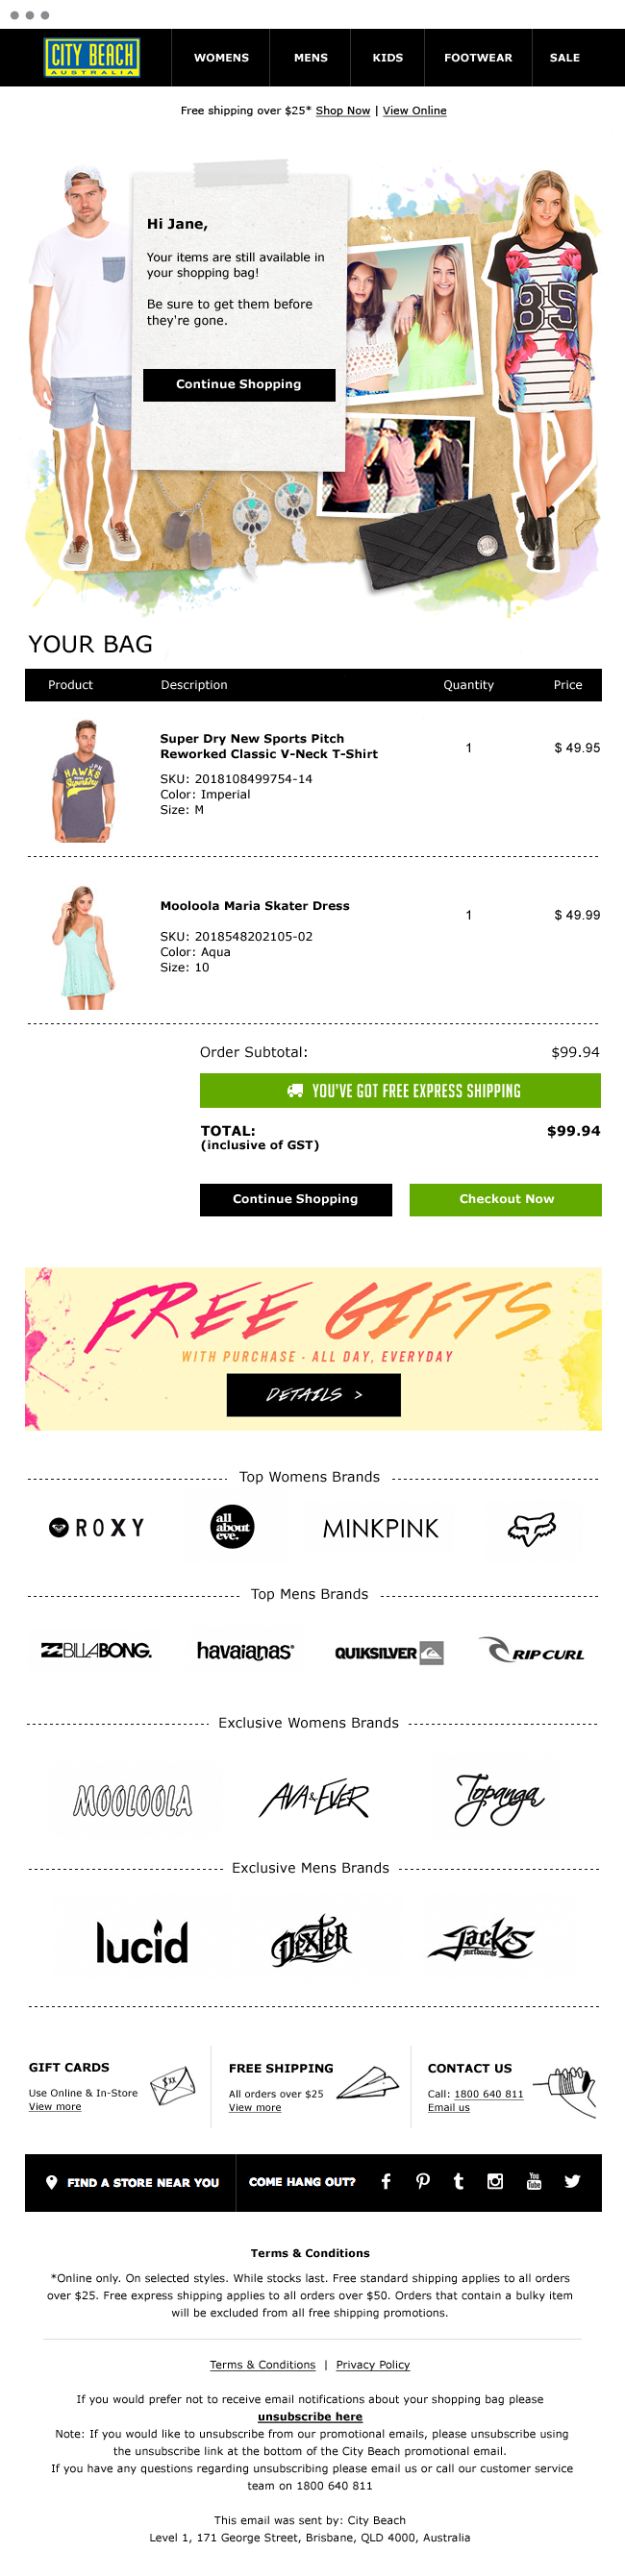 CITY BEACH
AUSTRALIA
WOMENS MENS KIDS FOOTWEAR SALE
Free shipping over $25* Shop Now | View Online
Hi Jane,
Your items are still available in
your shopping bag!
Be sure to get them before
they're gone.
Continue Shopping
85
YOUR BAG
Product Description Quantity Price
Super Dry New Sports Pitch
Reworked Classic V-Neck T-Shirt
1 $ 49.95
SKU: 2018108499754-14
Color: Imperial
Size: M
JPN
HAWKS
Superdry
Mooloola Maria Skater Dress
1 $ 49.99
SKU: 2018548202105-02
Color: Aqua
Size: 10
Order Subtotal: $99.94
YOU'VE GOT FREE EXPRESS SHIPPING
TOTAL: $99.94
(inclusive of GST)
Continue Shopping Checkout Now
FREE GIFTS
WITH PURCHASE - ALL DAY, EVERYDAY
DETAILS >
Top Womens Brands
ROXY all about eve. MINKPINK
Top Mens Brands
BILLABONG. havaianas® QUIKSILVER RIP CURL
Exclusive Womens Brands
MOOLOOLA AVA & EVER Topanga
Exclusive Mens Brands
lucid Dexter Jacks surfboards
GIFT CARDS
Use Online & In-Store
View more
$xx
FREE SHIPPING
All orders over $25
View more
CONTACT US
Call: 1800 640 811
Email us
FIND A STORE NEAR YOU COME HANG OUT? f t You Tube
Terms & Conditions
*Online only. On selected styles. While stocks last. Free standard shipping applies to all orders
over $25. Free express shipping applies to all orders over $50. Orders that contain a bulky item
will be excluded from all free shipping promotions.
Terms & Conditions | Privacy Policy
If you would prefer not to receive email notifications about your shopping bag please
unsubscribe here
Note: If you would like to unsubscribe from our promotional emails, please unsubscribe using
the unsubscribe link at the bottom of the City Beach promotional email.
If you have any questions regarding unsubscribing please email us or call our customer service
team on 1800 640 811
This email was sent by: City Beach
Level 1, 171 George Street, Brisbane, QLD 4000, Australia